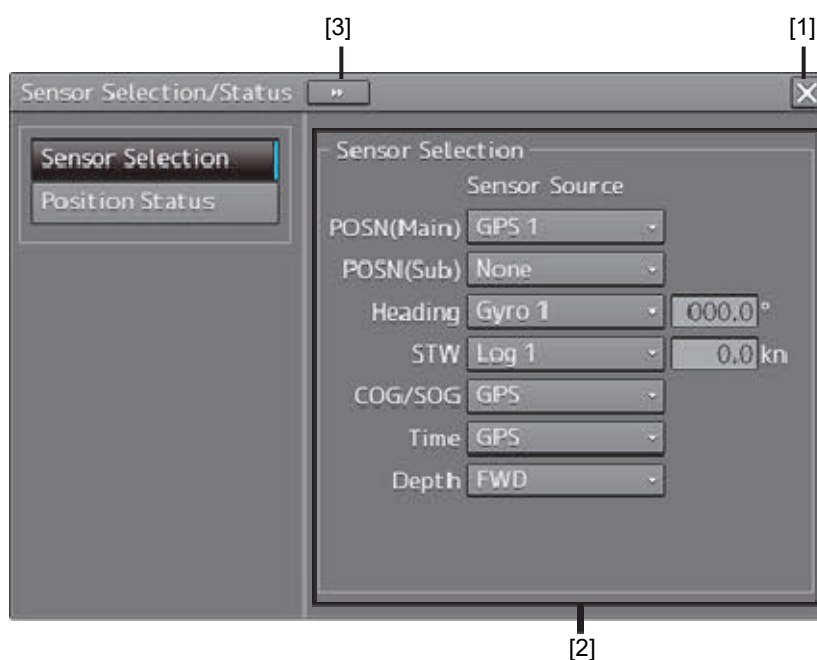 [3] [1]
Sensor Selection/Status »
Sensor Selection
Position Status
Sensor Selection
Sensor Source
POSN(Main) GPS 1
POSN(Sub) None
Heading Gyro 1 000.0 °
STW Log 1 0.0 kn
COG/SOG GPS
Time GPS
Depth FWD
[2]